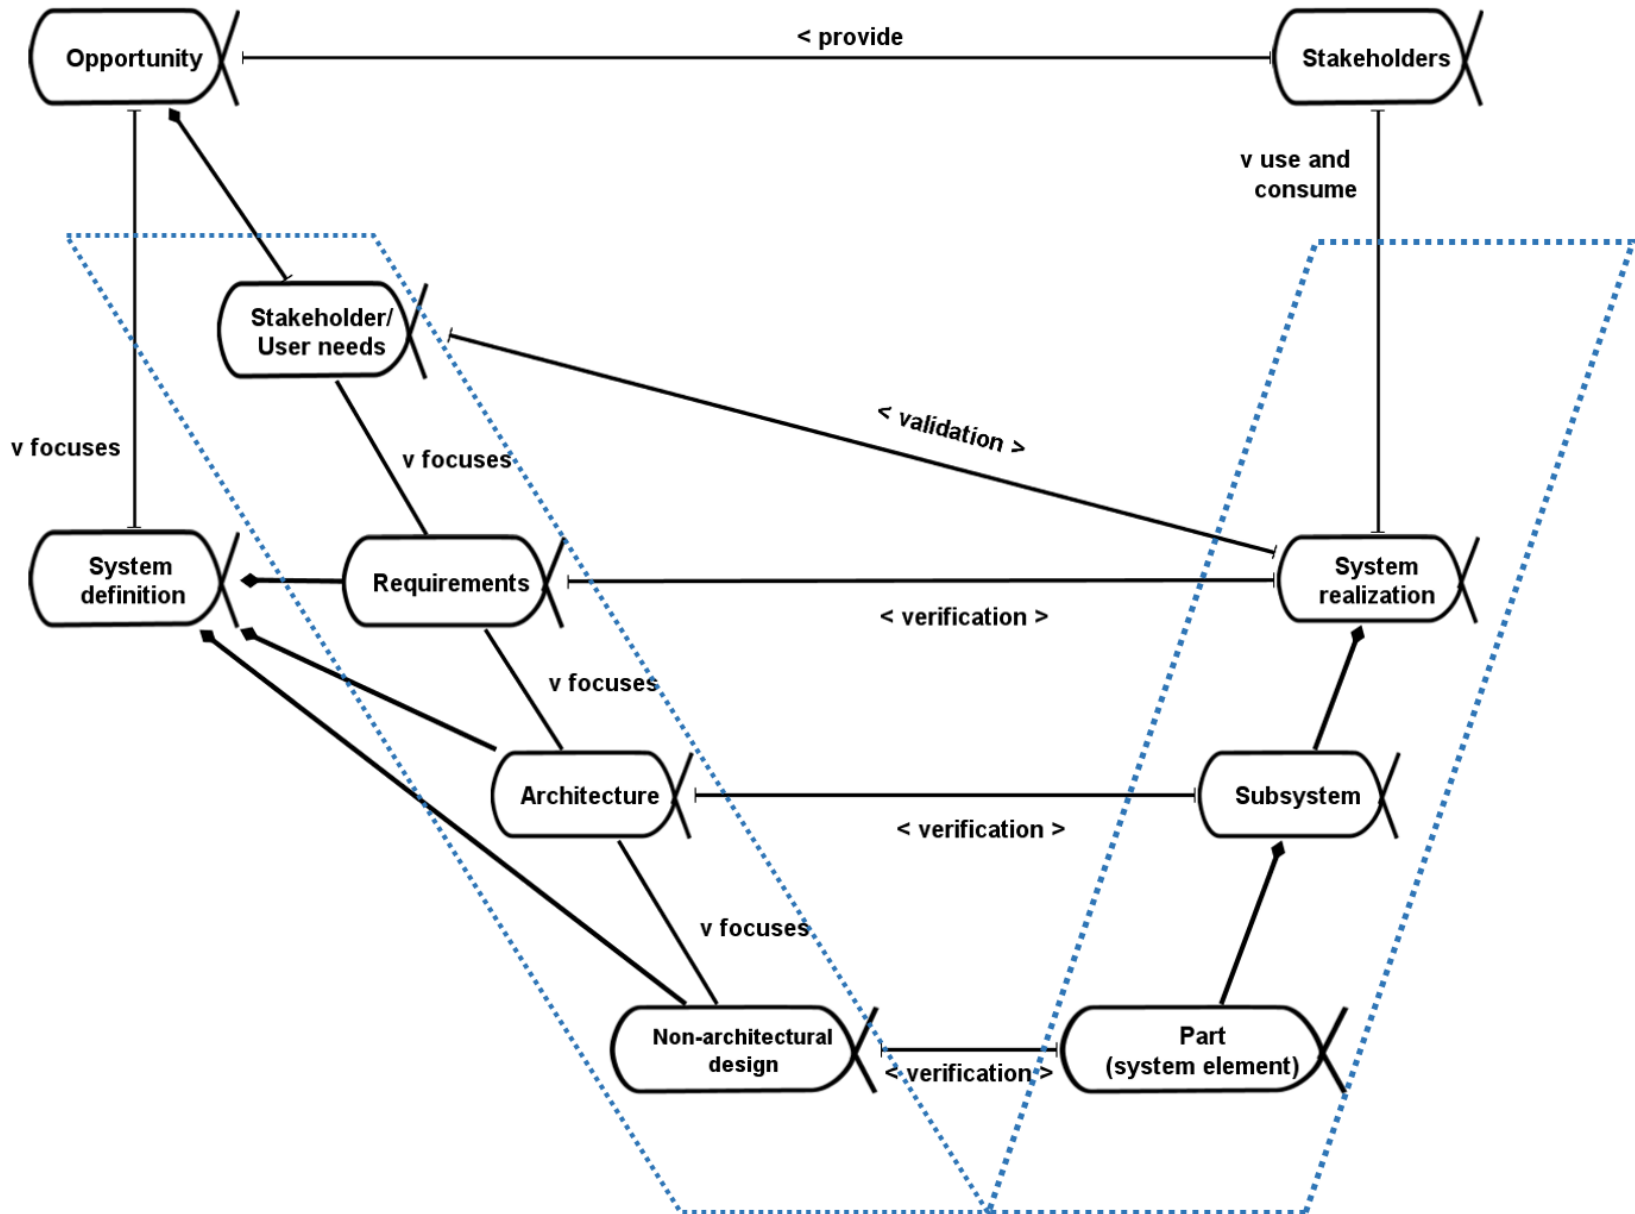 Opportunity
< provide
Stakeholders
v use and
consume
Stakeholder/
User needs
< validation >
v focuses
v focuses
System
definition
Requirements
System
realization
< verification >
v focuses
Architecture
Subsystem
< verification >
v focuses
Non-architectural
design
Part
(system element)
< verification >